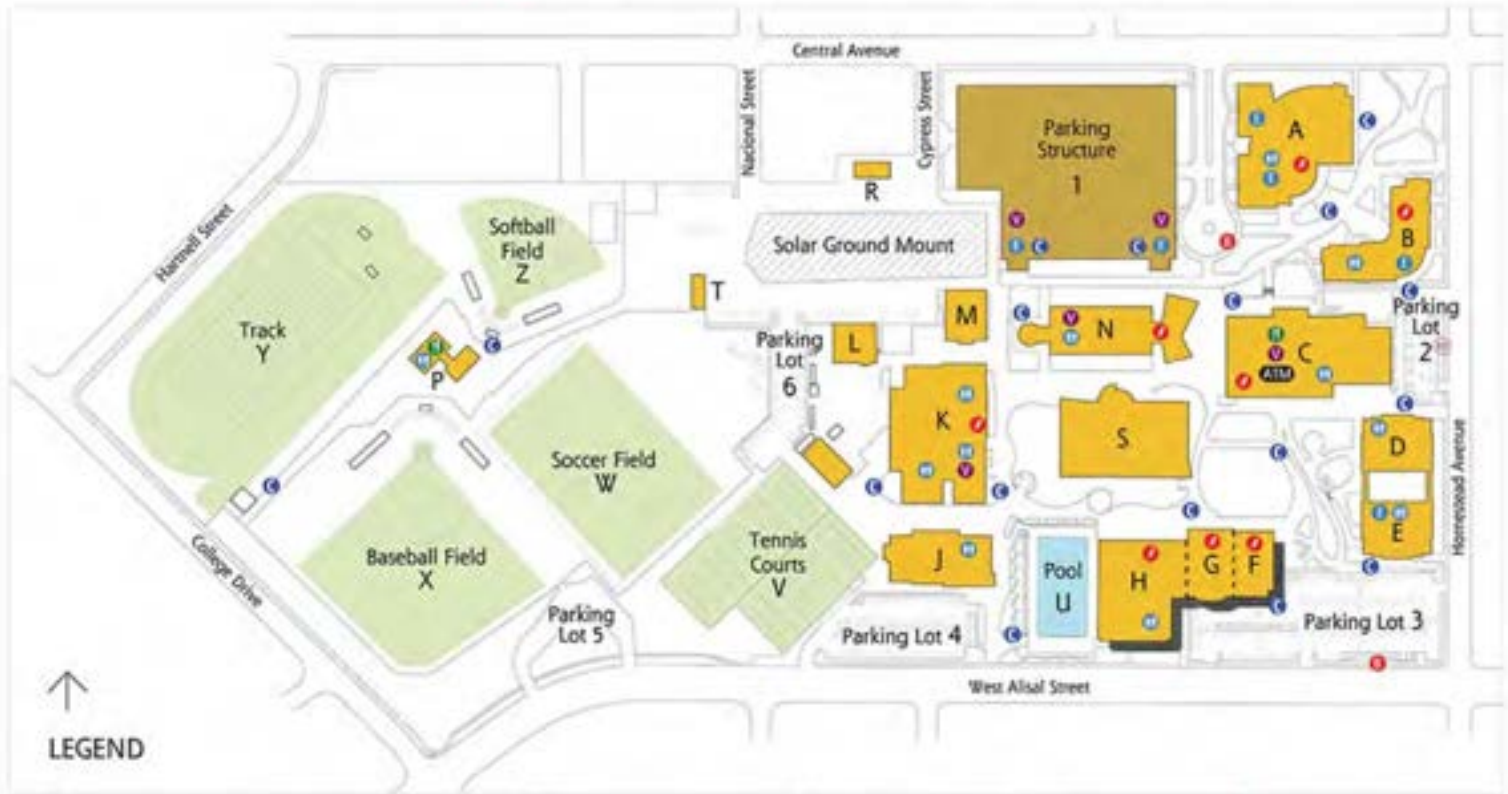 Central Avenue
Nacional Street
Cypress Street
Hartnell Street
Parking
Structure
1
A
B
R
Softball
Field
Z
Solar Ground Mount
T
Track
Y
M
N
L
Parking
Lot
6
Parking
Lot
2
C
ATM
P
K
S
D
Soccer Field
W
E
Homestead Avenue
Baseball Field
X
College Drive
Tennis
Courts
V
J
Pool
U
H
G
F
Parking
Lot 5
Parking Lot 4
Parking Lot 3
West Alisal Street
LEGEND